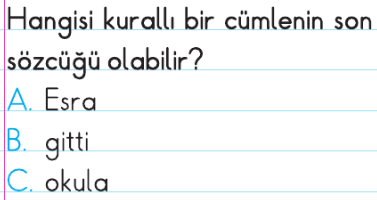 Hangisi kurallı bir cümlenin son
sözcüğü olabilir?
A. Esra
B. gitti
C. okula